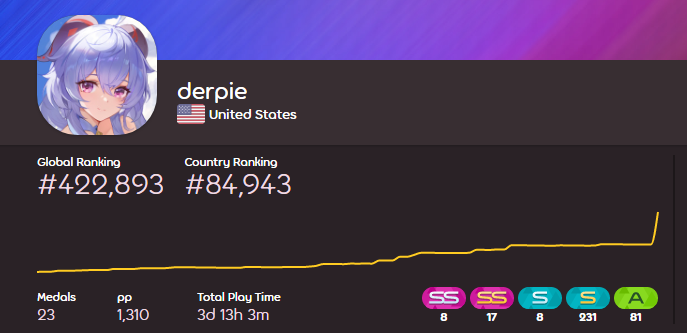 derpie
United States
Global Ranking Country Ranking
#422,893 #84,943
Medals pp Total Play Time
23 1,310 3d 13h 3m
SS SS S S A
8 17 8 231 81